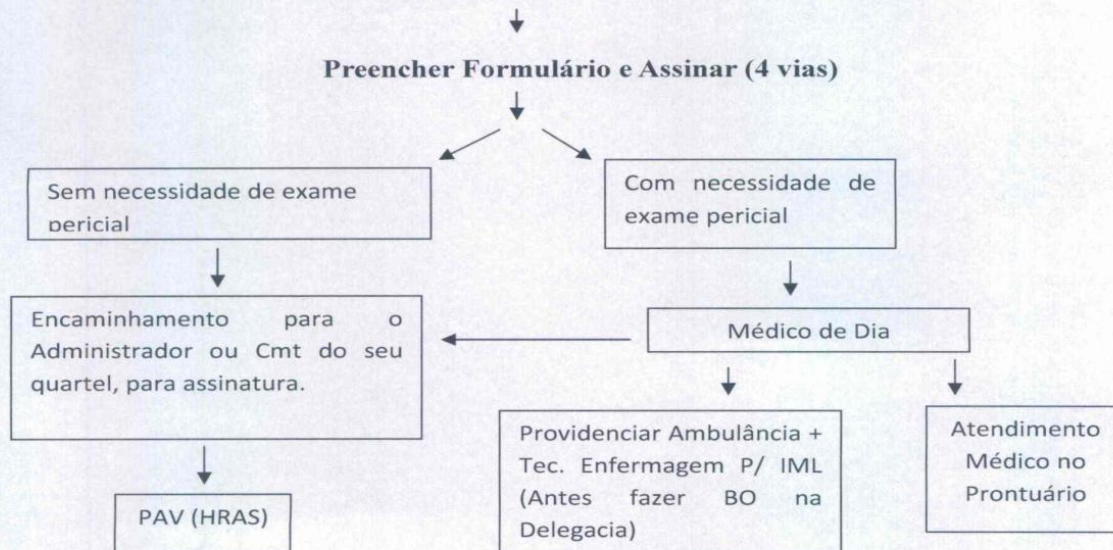 Preencher Formulário e Assinar (4 vias)
Sem necessidade de exame
pericial
Com necessidade de
exame pericial
Encaminhamento para o
Administrador ou Cmt do seu
quartel, para assinatura.
Médico de Dia
Providenciar Ambulância +
Tec. Enfermagem P/ IML
(Antes fazer BO na
Delegacia)
Atendimento
Médico no
Prontuário
PAV (HRAS)